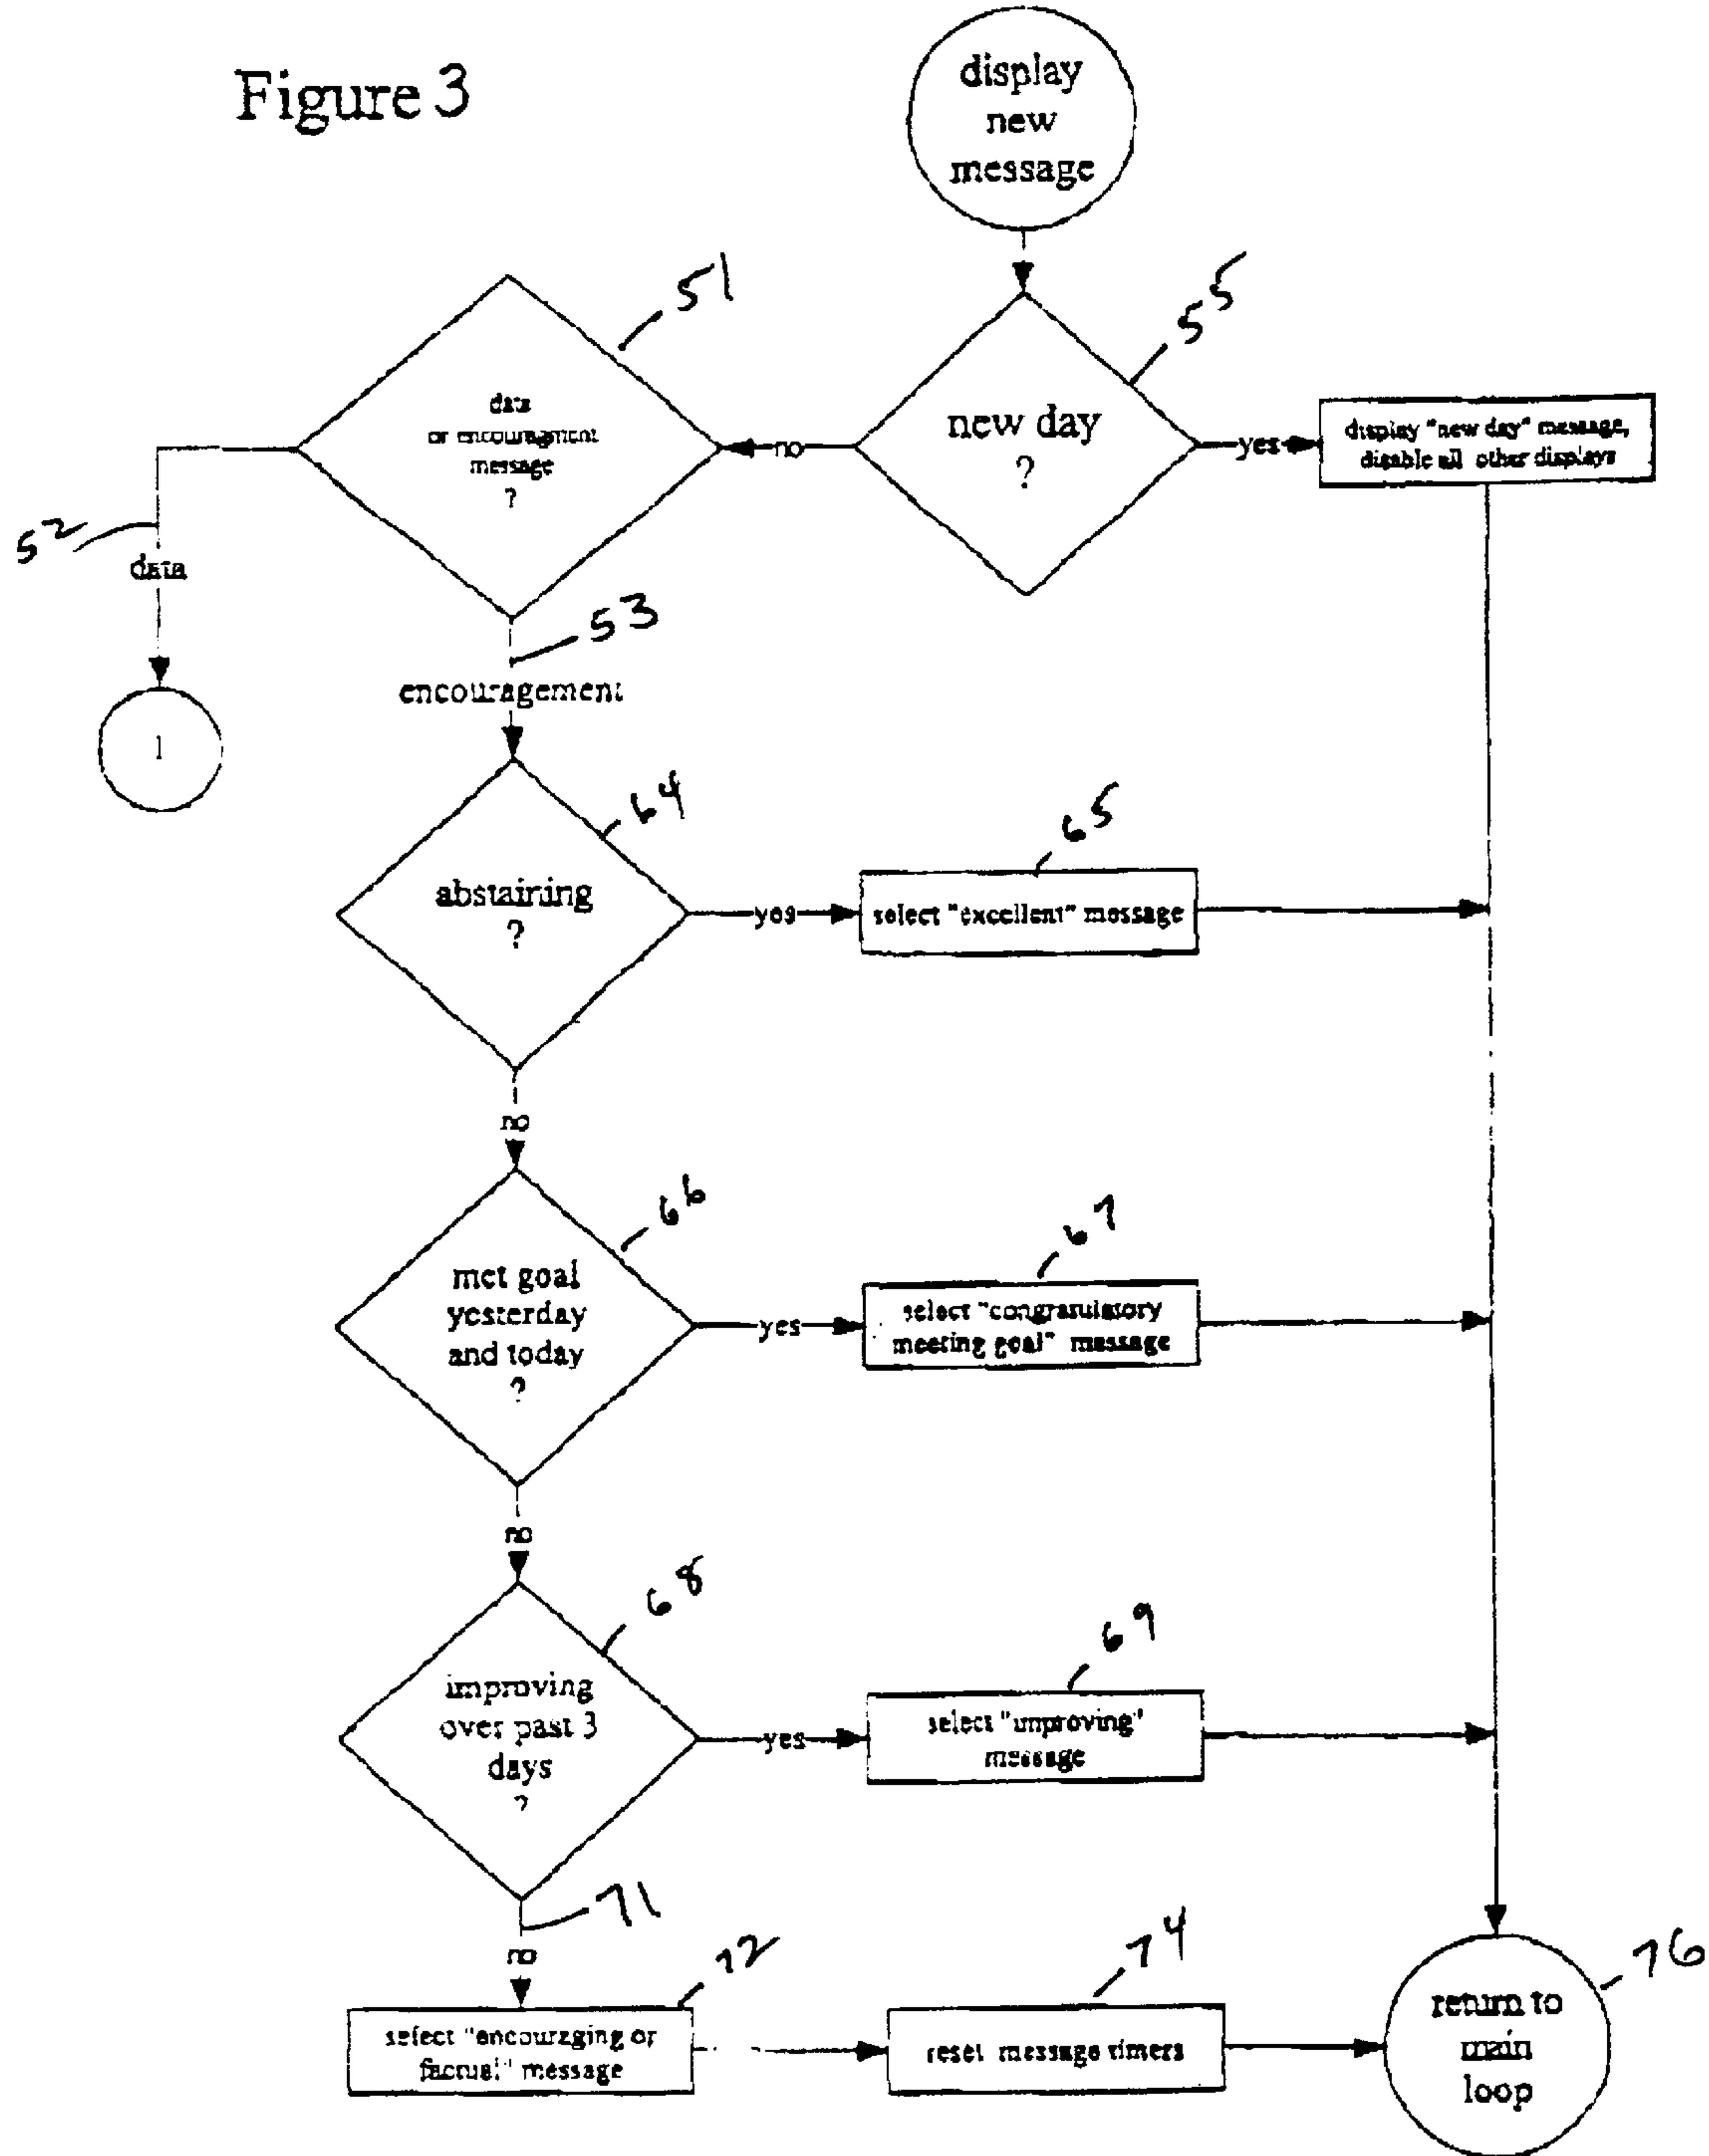 Figure 3
display
new
message
51
55
data
or encouragment
message
?
no
new day
?
yes
display "new day" message,
disable all other displays
52
data
53
encouragement
1
64
abstaining
?
yes
65
select "excellent" message
no
66
met goal
yesterday
and today
?
yes
67
select "congratulatory
meeting goal" message
no
68
improving
over past 3
days
?
yes
69
select "improving"
message
71
no
72
select "encouraging or
factual" message
74
reset message timers
76
return to
main
loop